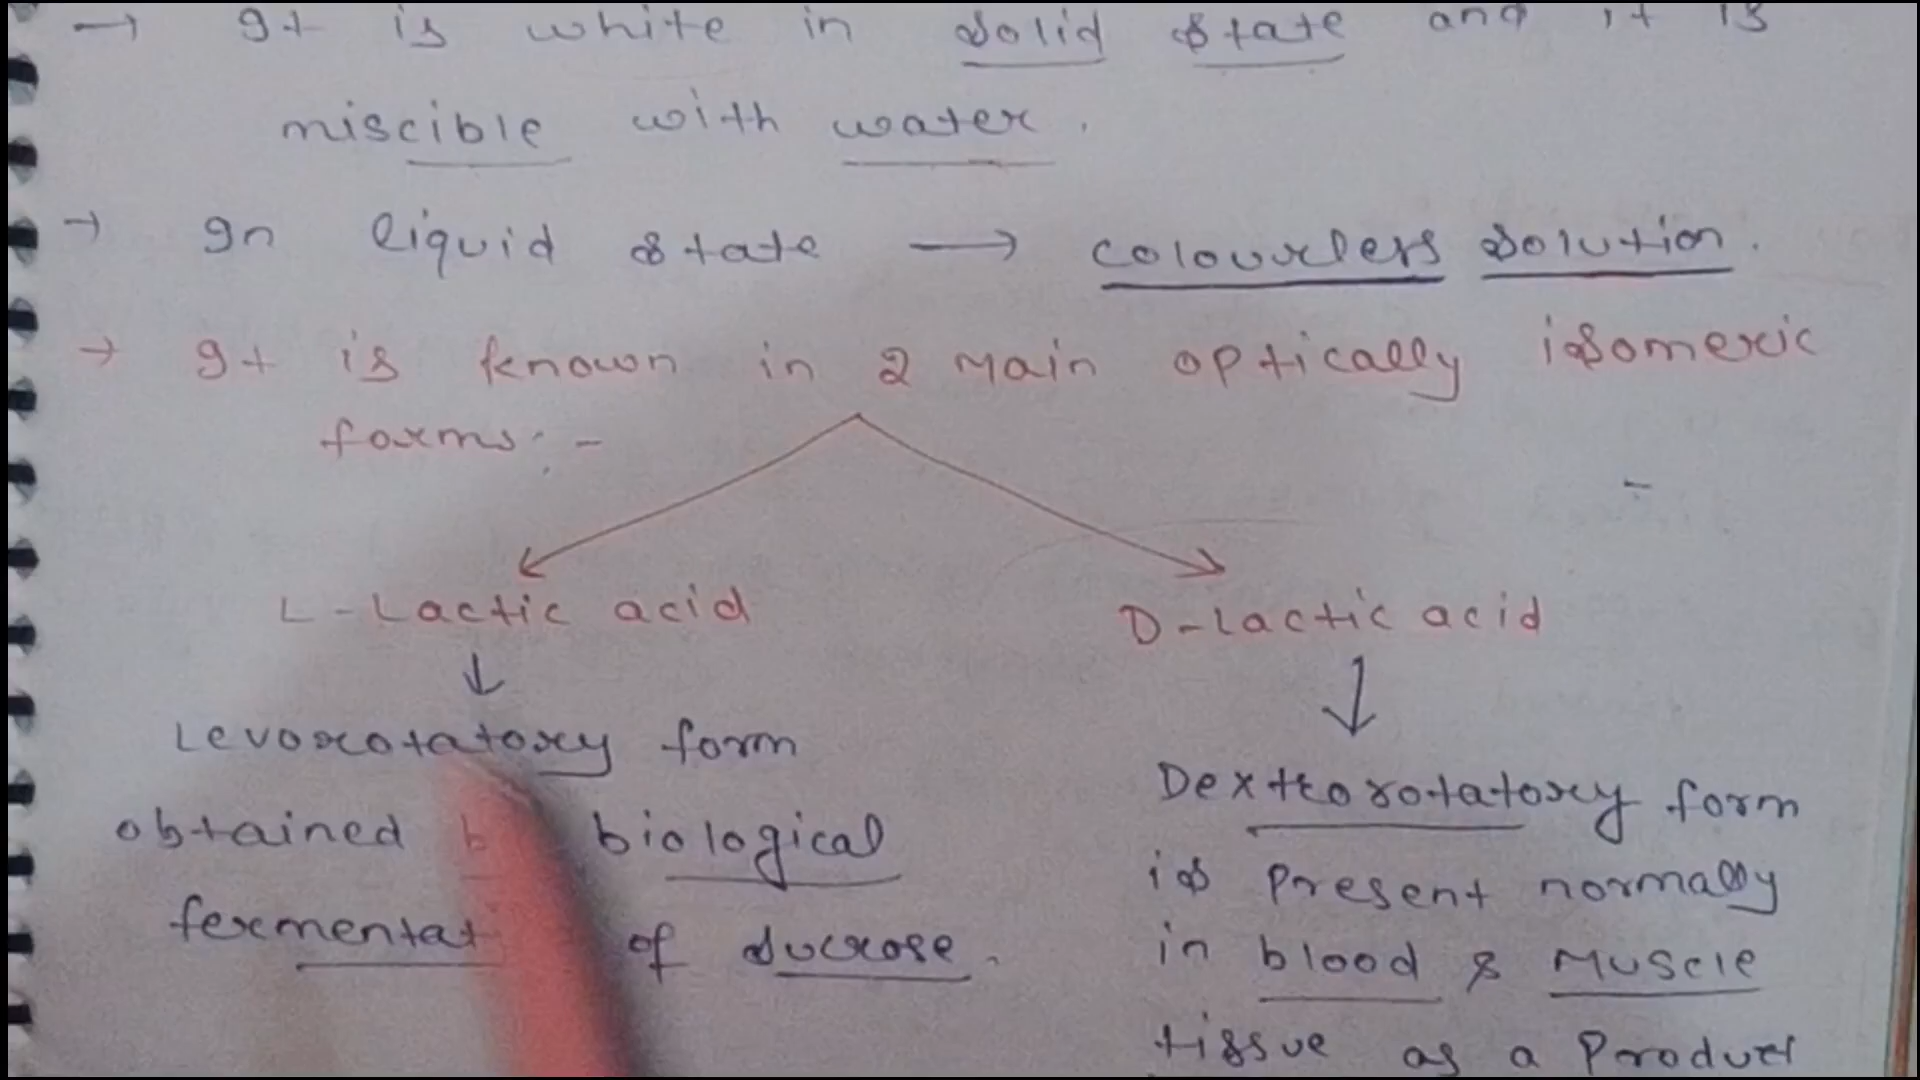 → It is white in solid state and it is
miscible with water.
→ In liquid state → colourless solution.
→ It is known in 2 main optically isomeric
forms:-
L-Lactic acid
D-Lactic acid
↓
Levorotatory form
obtained biological
of sucrose.
↓
Dextrorotatory form
is present normally
in blood & Muscle
tissue as a Product